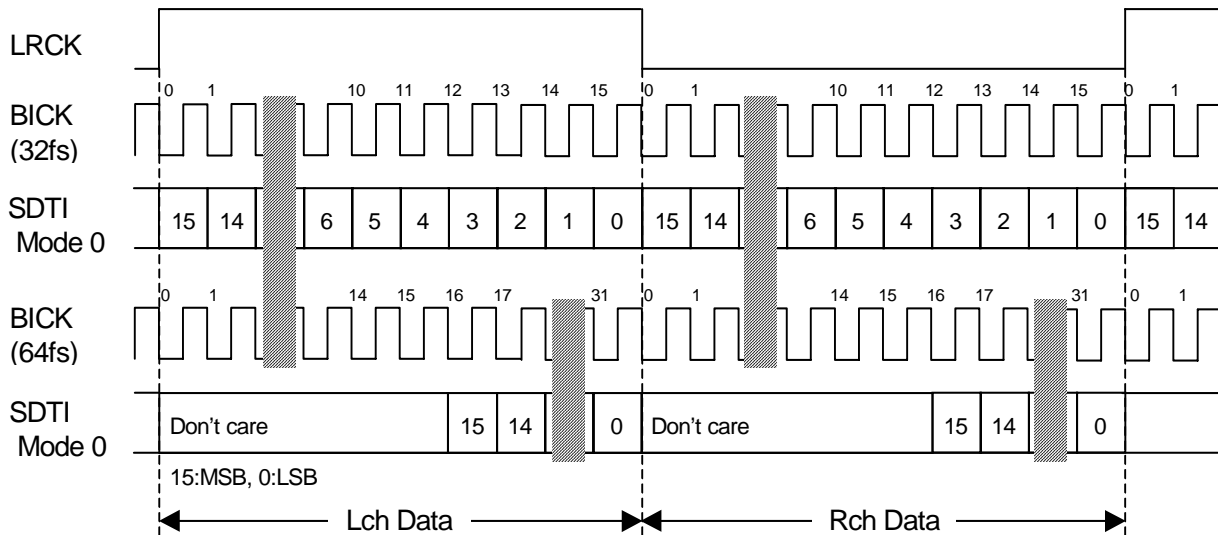 LRCK
0 1 10 11 12 13 14 15 0 1 10 11 12 13 14 15 0 1
BICK
(32fs)
SDTI
Mode 0
15 14 6 5 4 3 2 1 0 15 14 6 5 4 3 2 1 0 15 14
0 1 14 15 16 17 31 0 1 14 15 16 17 31 0 1
BICK
(64fs)
SDTI
Mode 0
Don't care 15 14 0 Don't care 15 14 0
15:MSB, 0:LSB
Lch Data Rch Data